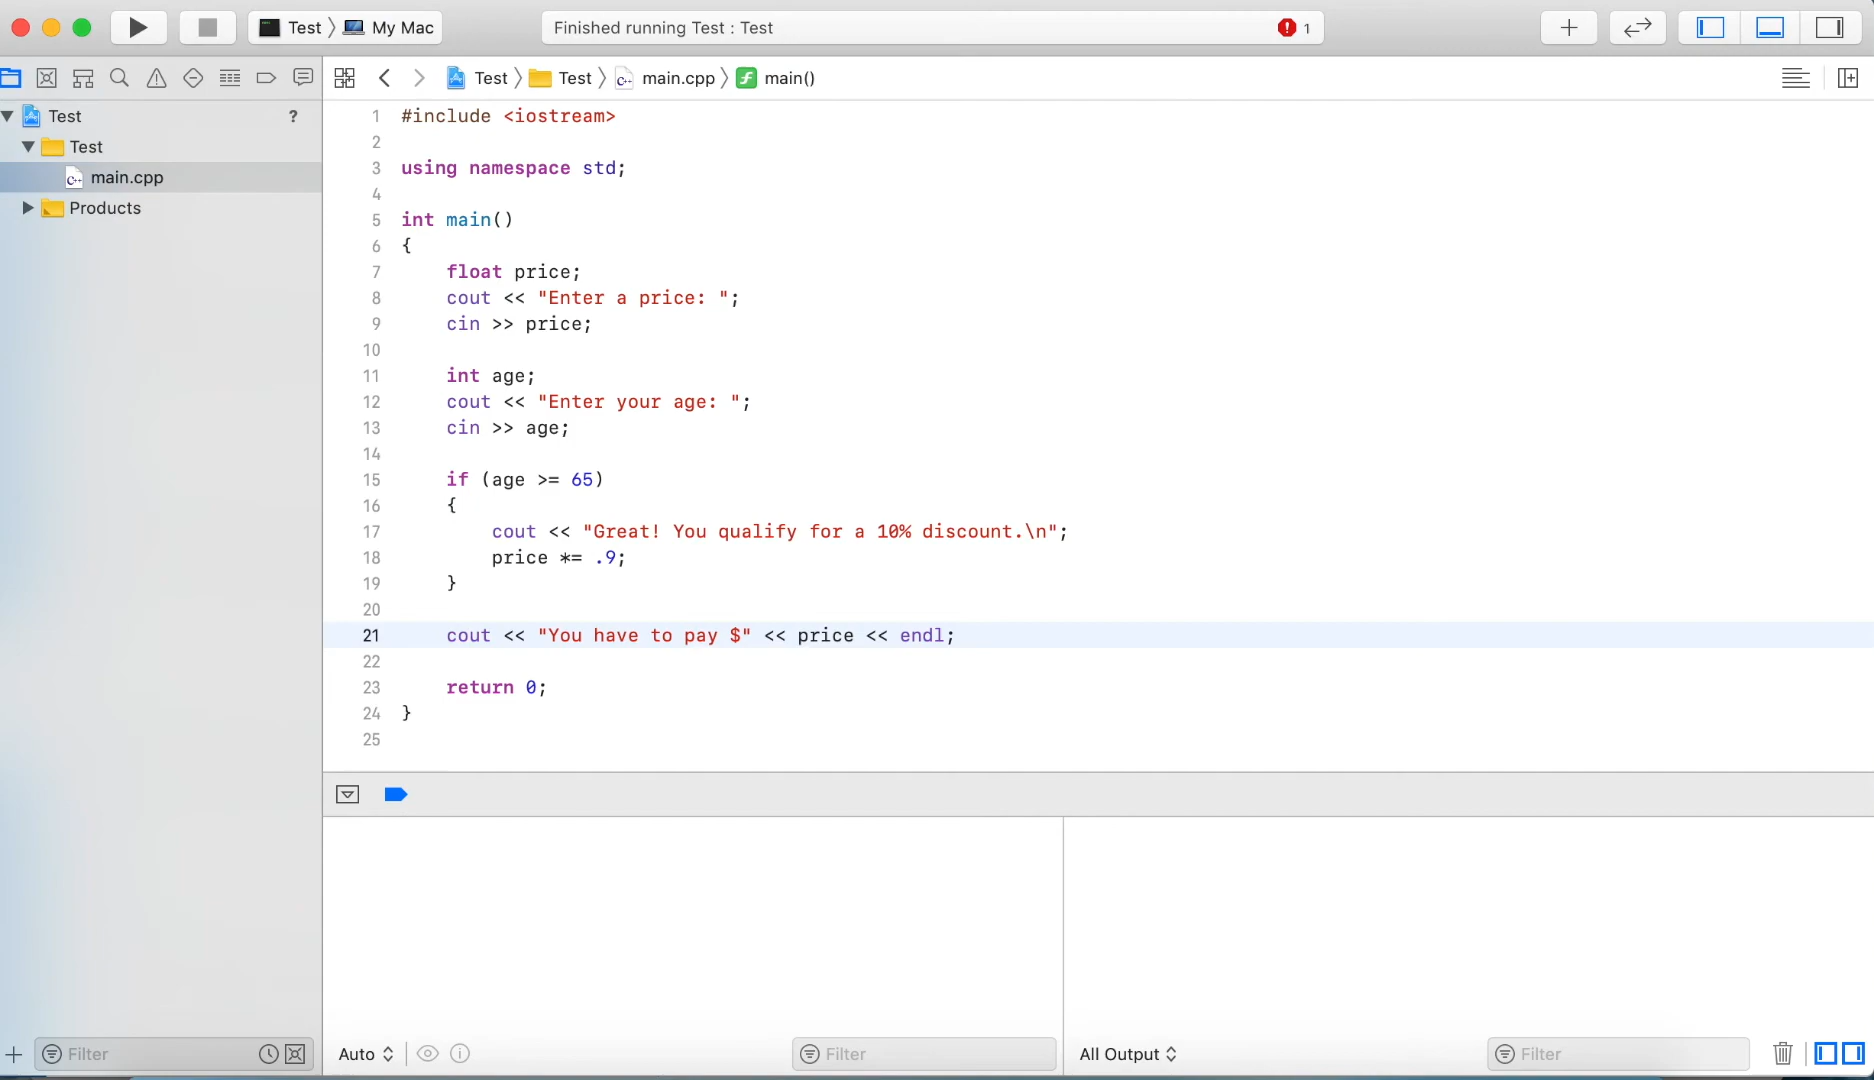 Test 〉 My Mac
Finished running Test : Test
1
Test 〉 Test 〉 main.cpp 〉 main()
Test ?
Test
main.cpp
Products
1 #include <iostream>
2
3 using namespace std;
4
5 int main()
6 {
7     float price;
8     cout << "Enter a price: ";
9     cin >> price;
10
11     int age;
12     cout << "Enter your age: ";
13     cin >> age;
14
15     if (age >= 65)
16     {
17         cout << "Great! You qualify for a 10% discount.\n";
18         price *= .9;
19     }
20
21     cout << "You have to pay $" << price << endl;
22
23     return 0;
24 }
25
Filter
Auto
Filter
All Output
Filter